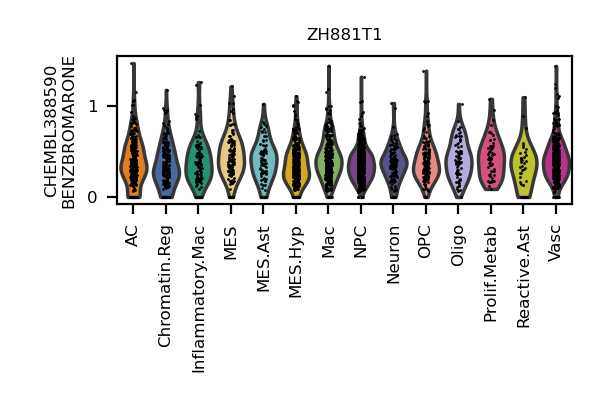 ZH881T1
CHEMBL388590
BENZBROMARONE
1
0
AC
Chromatin.Reg
Inflammatory.Mac
MES
MES.Ast
MES.Hyp
Mac
NPC
Neuron
OPC
Oligo
Prolif.Metab
Reactive.Ast
Vasc